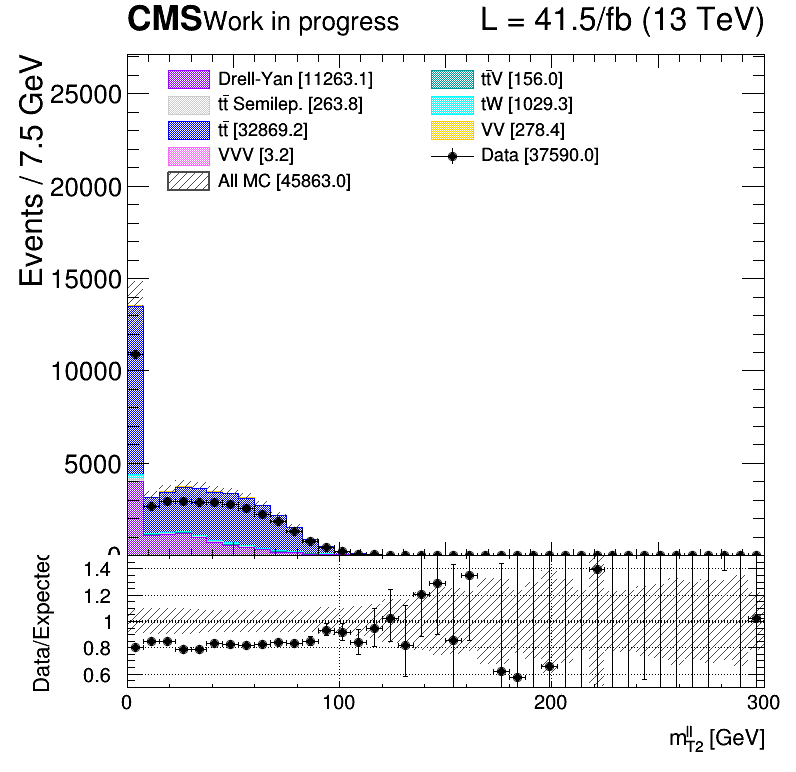 CMS Work in progress L = 41.5/fb (13 TeV)
Events / 7.5 GeV
25000
20000
15000
10000
5000
0
Drell-Yan [11263.1]
tt̄ Semilep. [263.8]
tt̄ [32869.2]
VVV [3.2]
All MC [45863.0]
tt̄V [156.0]
tW [1029.3]
VV [278.4]
Data [37590.0]
Data/Expected
1.4
1.2
1
0.8
0.6
0 100 200 300
m_T2^ll [GeV]